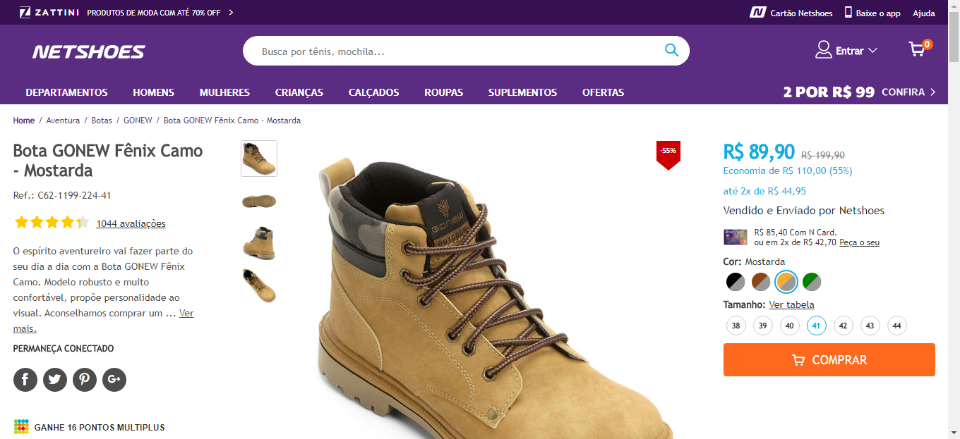 ZATTINI PRODUTOS DE MODA COM ATÉ 70% OFF
N Cartão Netshoes Baixe o app Ajuda
NETSHOES
Busca por tênis, mochila...
Entrar
0
DEPARTAMENTOS HOMENS MULHERES CRIANÇAS CALÇADOS ROUPAS SUPLEMENTOS OFERTAS
2 POR R$ 99 CONFIRA
Home / Aventura / Botas / GONEW / Bota GONEW Fênix Camo - Mostarda
Bota GONEW Fênix Camo
- Mostarda
Ref.: C62-1199-224-41
1044 avaliações
O espírito aventureiro vai fazer parte do
seu dia a dia com a Bota GONEW Fênix
Camo. Modelo robusto e muito
confortável, propõe personalidade ao
visual. Aconselhamos comprar um ... Ver
mais.
PERMANEÇA CONECTADO
GANHE 16 PONTOS MULTIPLUS
GONEW
-55%
R$ 89,90 R$ 199,90
Economia de R$ 110,00 (55%)
até 2x de R$ 44,95
Vendido e Enviado por Netshoes
R$ 85,40 Com N Card.
ou em 2x de R$ 42,70 Peça o seu
Cor: Mostarda
Tamanho: Ver tabela
38 39 40 41 42 43 44
COMPRAR